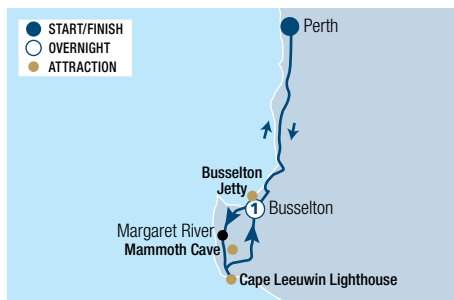 START/FINISH
OVERNIGHT
ATTRACTION
Perth
Busselton
Jetty
1
Busselton
Margaret River
Mammoth Cave
Cape Leeuwin Lighthouse